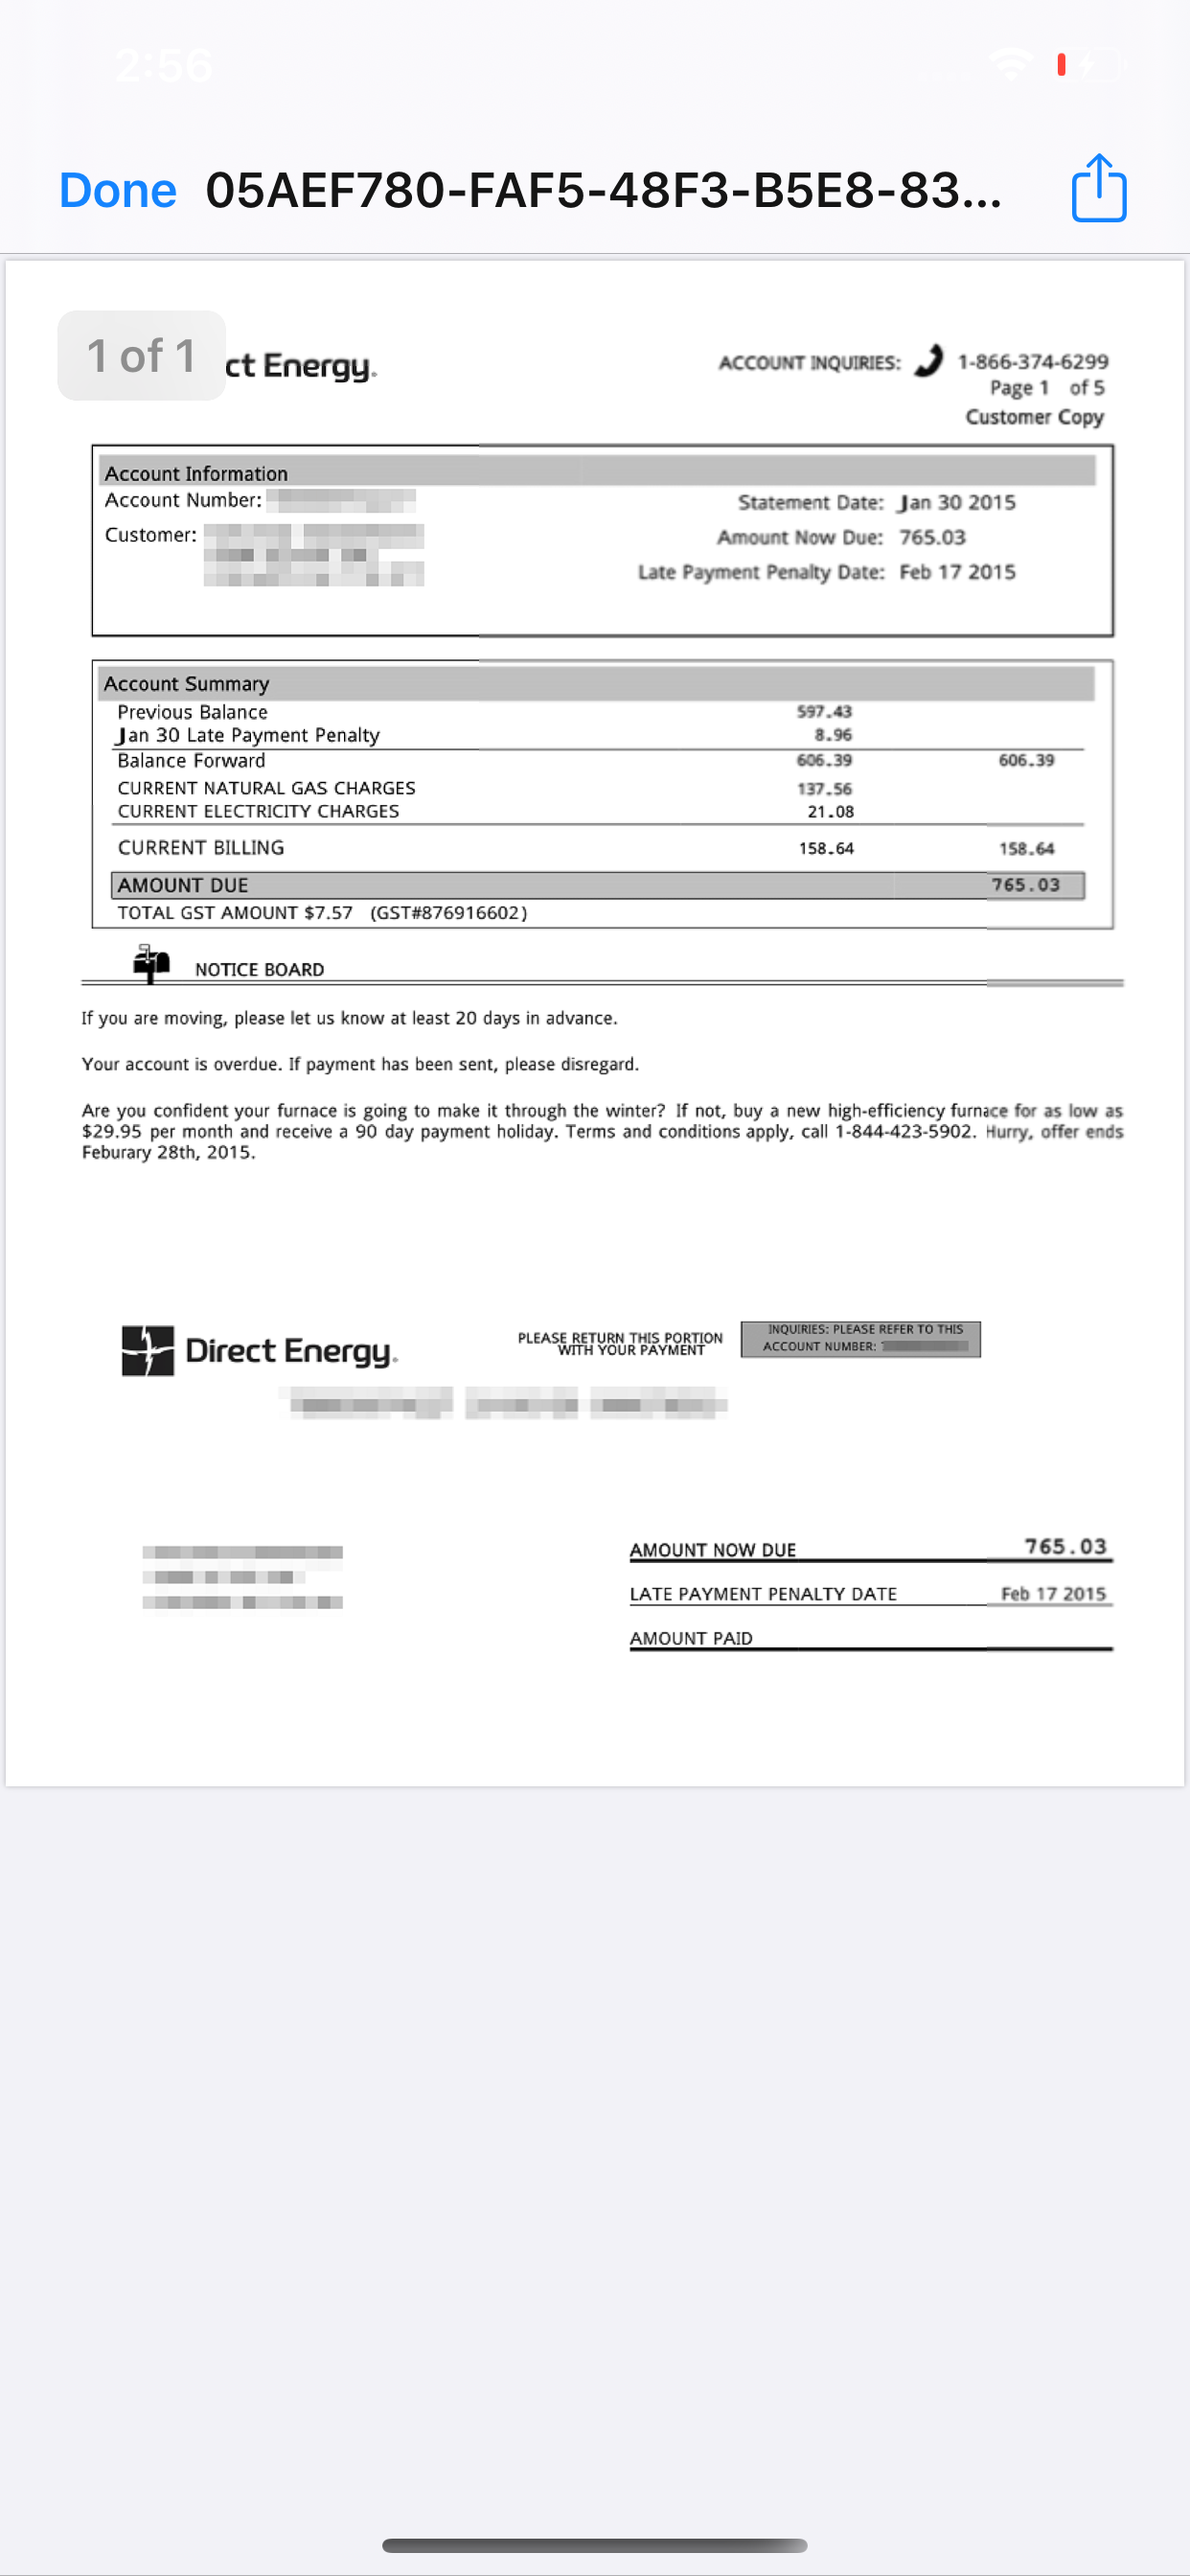 2:56
Done 05AEF780-FAF5-48F3-B5E8-83...
1 of 1
ct Energy.
ACCOUNT INQUIRIES: 1-866-374-6299
Page 1 of 5
Customer Copy
Account Information
Account Number:
Statement Date: Jan 30 2015
Customer:
Amount Now Due: 765.03
Late Payment Penalty Date: Feb 17 2015
Account Summary
Previous Balance 597.43
Jan 30 Late Payment Penalty 8.96
Balance Forward 606.39 606.39
CURRENT NATURAL GAS CHARGES 137.56
CURRENT ELECTRICITY CHARGES 21.08
CURRENT BILLING 158.64 158.64
AMOUNT DUE 765.03
TOTAL GST AMOUNT $7.57 (GST#876916602)
NOTICE BOARD
If you are moving, please let us know at least 20 days in advance.
Your account is overdue. If payment has been sent, please disregard.
Are you confident your furnace is going to make it through the winter? If not, buy a new high-efficiency furnace for as low as
$29.95 per month and receive a 90 day payment holiday. Terms and conditions apply, call 1-844-423-5902. Hurry, offer ends
Feburary 28th, 2015.
Direct Energy.
PLEASE RETURN THIS PORTION
WITH YOUR PAYMENT
INQUIRIES: PLEASE REFER TO THIS
ACCOUNT NUMBER:
AMOUNT NOW DUE 765.03
LATE PAYMENT PENALTY DATE Feb 17 2015
AMOUNT PAID